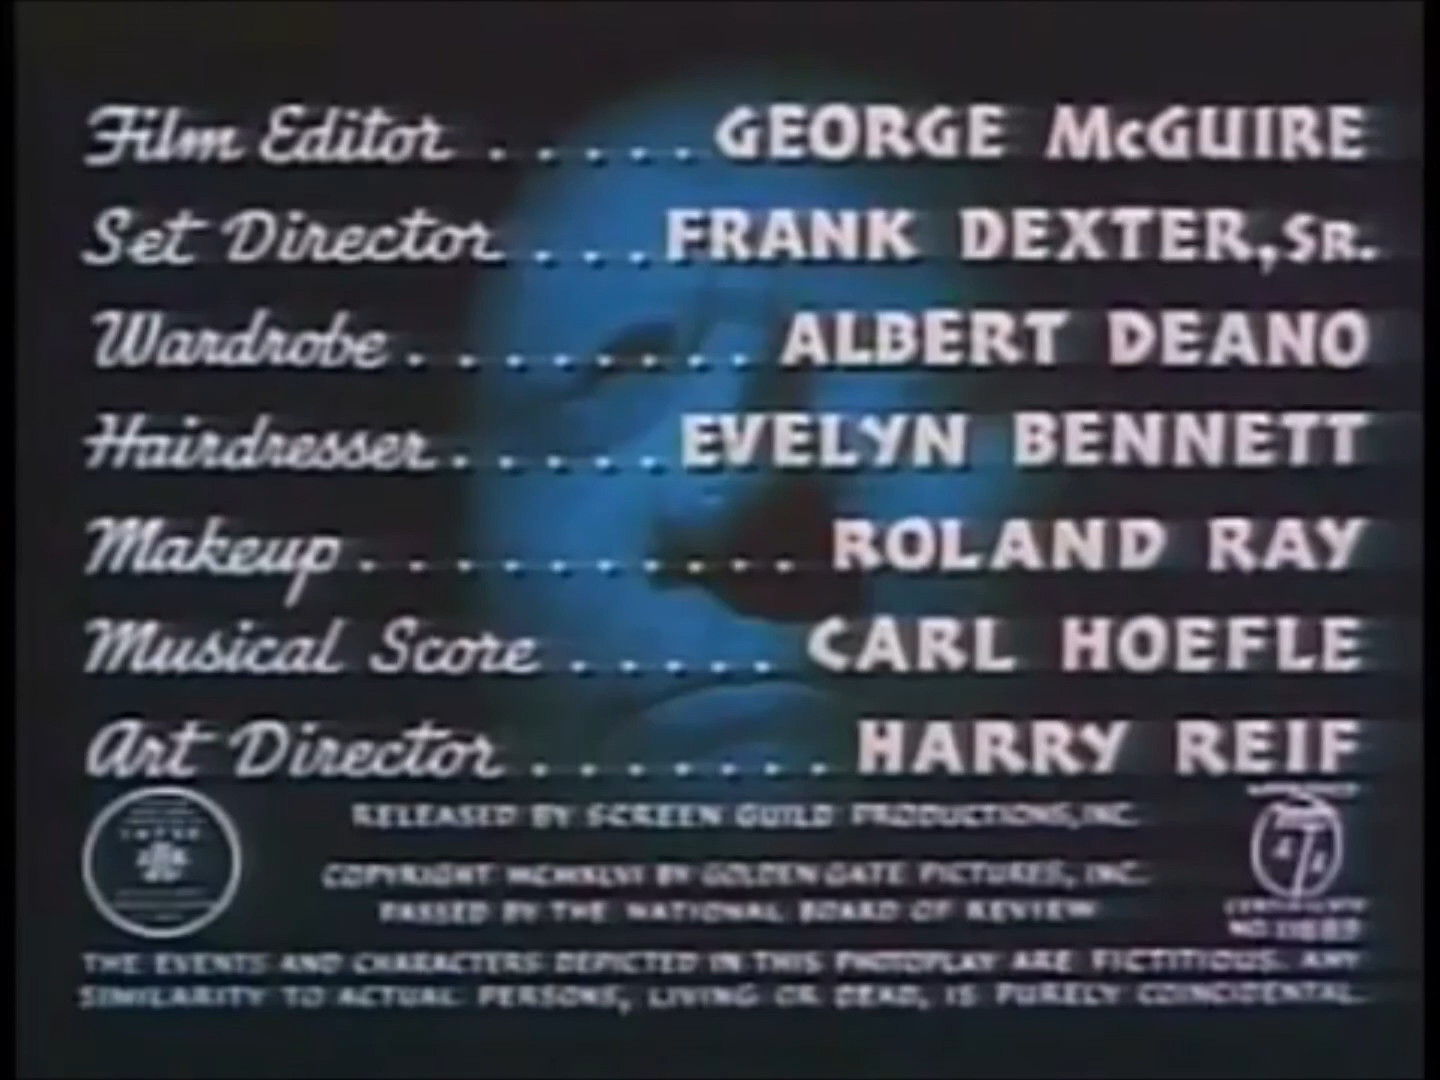 Film Editor ..... GEORGE McGUIRE
Set Director ... FRANK DEXTER, SR.
Wardrobe ........ ALBERT DEANO
Hairdresser ..... EVELYN BENNETT
Makeup .......... ROLAND RAY
Musical Score ..... CARL HOEFLE
Art Director ....... HARRY REIF
RELEASED BY SCREEN GUILD PRODUCTIONS, INC.
COPYRIGHT MCMXLVI BY GOLDEN GATE PICTURES, INC.
PASSED BY THE NATIONAL BOARD OF REVIEW
CERTIFICATE
NO.
THE EVENTS AND CHARACTERS DEPICTED IN THIS PHOTOPLAY ARE FICTITIOUS. ANY
SIMILARITY TO ACTUAL PERSONS, LIVING OR DEAD, IS PURELY COINCIDENTAL.